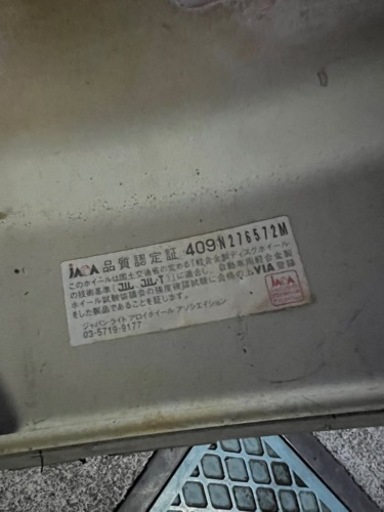 JAWA 品質認定証 409N276572M
このホイールは国土交通省の定める「軽合金製ディスクホイール
の技術基準(JWL JWL-T)」に適合し、自動車用軽合金製
ホイール試験協議会の強度確認試験に合格の上VIA登録
をした製品であることを証します。
ジャパンライトアロイホイール アソシエイション
03-5719-9177
JAWA